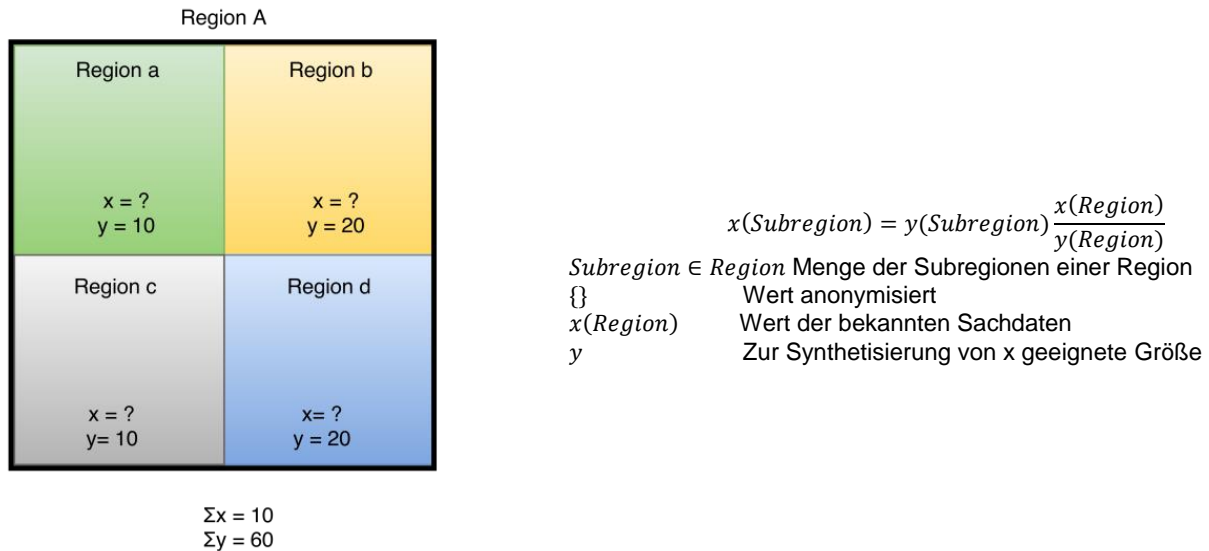 Region A
Region a
Region b
x = ?
y = 10
x = ?
y = 20
Region c
Region d
x = ?
y= 10
x= ?
y = 20
Σx = 10
Σy = 60
x(Subregion) = y(Subregion) x(Region) / y(Region)
Subregion ∈ Region Menge der Subregionen einer Region
{} Wert anonymisiert
x(Region) Wert der bekannten Sachdaten
y Zur Synthetisierung von x geeignete Größe